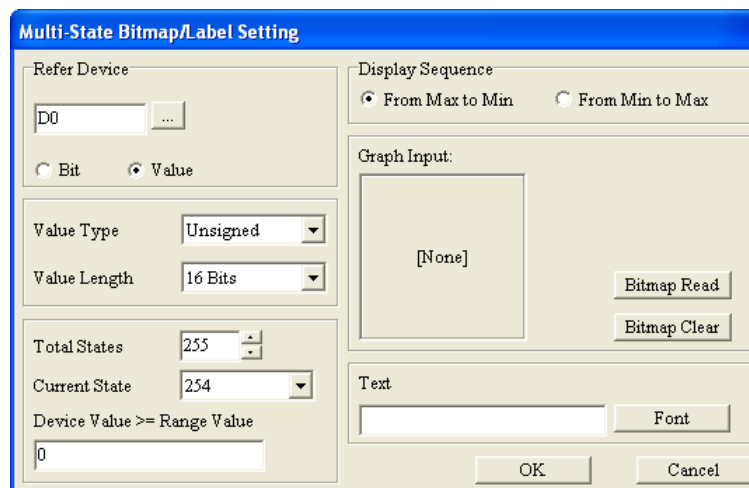 Multi-State Bitmap/Label Setting
Refer Device
D0
...
Bit
Value
Value Type
Unsigned
Value Length
16 Bits
Total States
255
Current State
254
Device Value >= Range Value
0
Display Sequence
From Max to Min
From Min to Max
Graph Input:
[None]
Bitmap Read
Bitmap Clear
Text
Font
OK
Cancel